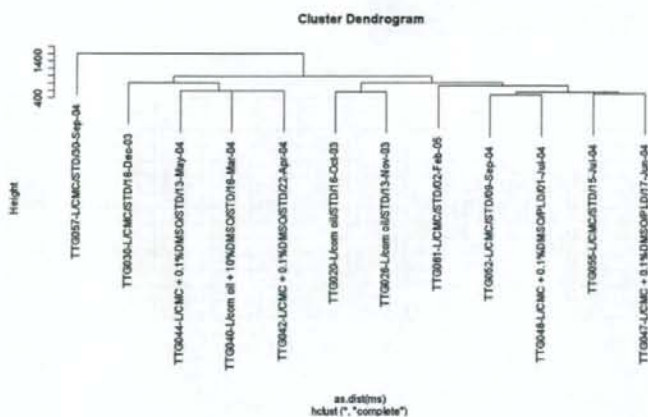 Cluster Dendrogram
1400
400
Height
TTG057-L/CMC/STD/30-Sep-04
TTG030-L/CMC/STD/16-Dec-03
TTG044-L/CMC + 0.1%DMSO/STD/13-May-04
TTG040-L/corn oil + 10%DMSO/STD/18-Mar-04
TTG042-L/CMC + 0.1%DMSO/STD/22-Apr-04
TTG020-L/corn oil/STD/16-Oct-03
TTG026-L/corn oil/STD/13-Nov-03
TTG061-L/CMC/STD/02-Feb-05
TTG052-L/CMC/STD/09-Sep-04
TTG048-L/CMC + 0.1%DMSO/PLD/01-Jul-04
TTG055-L/CMC/STD/15-Jul-04
TTG047-L/CMC + 0.1%DMSO/PLD/17-Jun-04
as.dist(ms)
hclust (*, "complete")